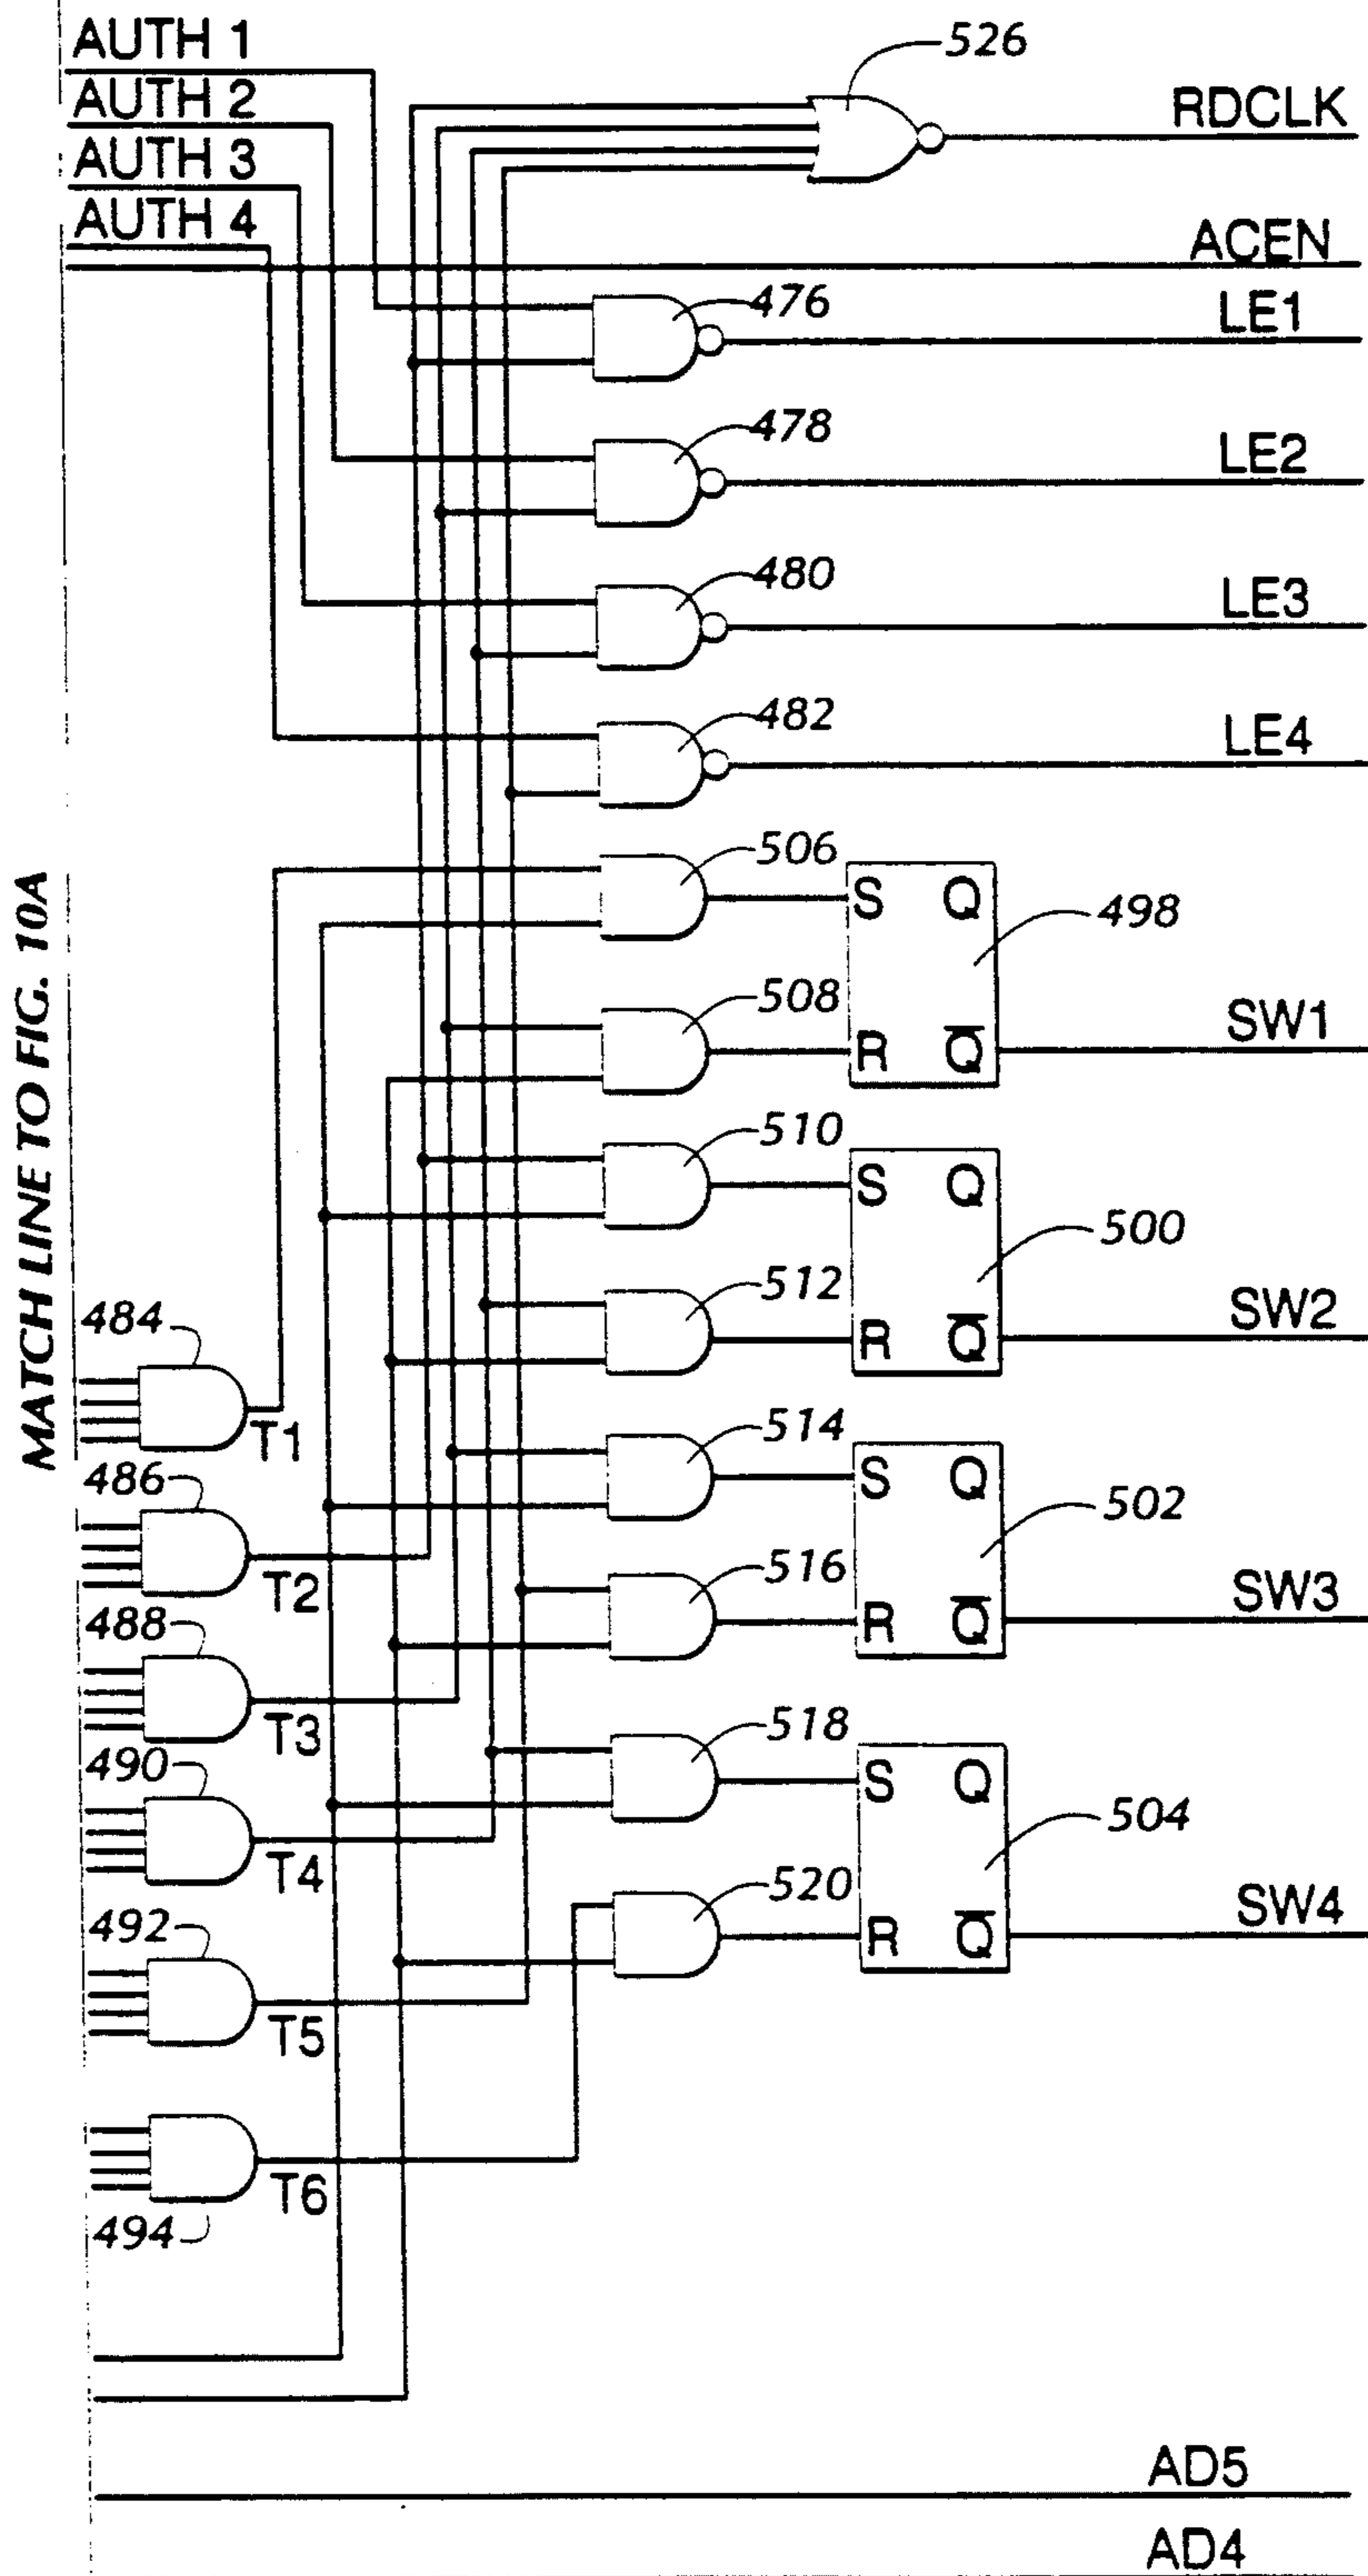 AUTH 1
526
AUTH 2
RDCLK
AUTH 3
AUTH 4
ACEN
476
LE1
478
LE2
480
LE3
482
LE4
506
S Q
498
508
SW1
R Q̅
MATCH LINE TO FIG. 10A
510
S Q
500
512
SW2
R Q̅
484
T1
514
S Q
486
502
516
T2
SW3
R Q̅
488
T3
518
490
S Q
504
T4
520
SW4
492
R Q̅
T5
T6
494
AD5
AD4